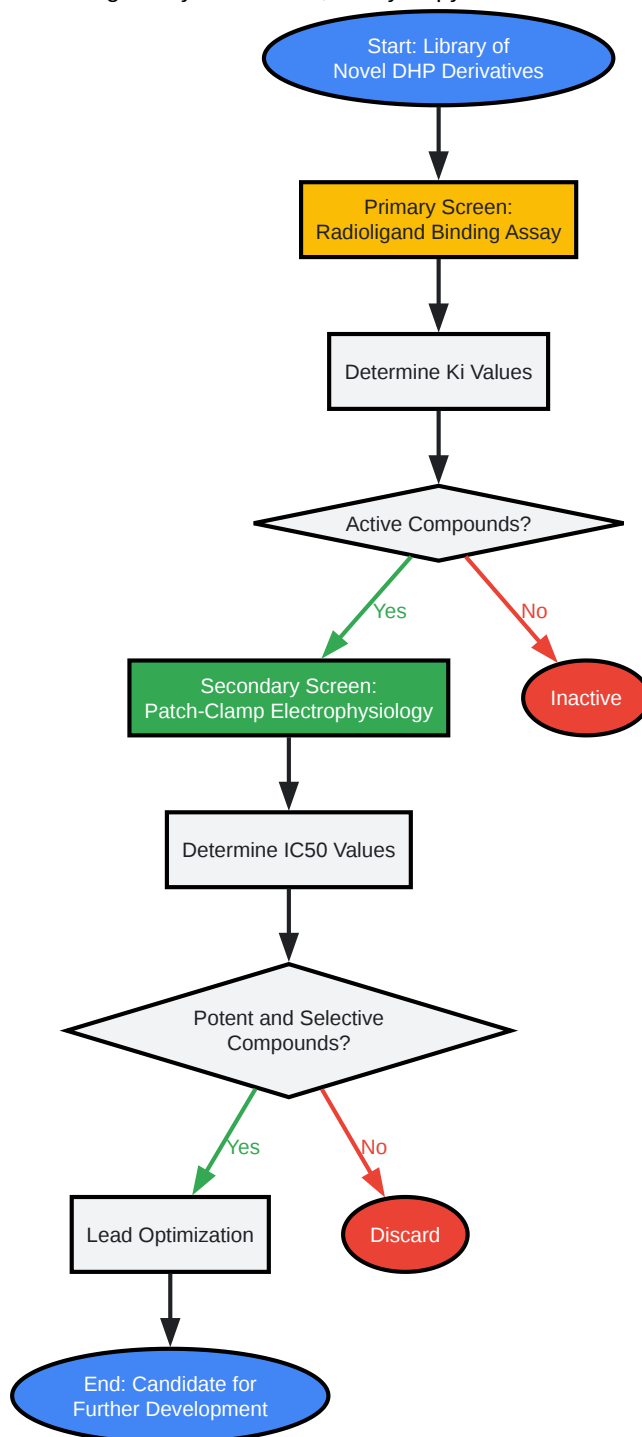 Start: Library of
Novel DHP Derivatives
Primary Screen:
Radioligand Binding Assay
Determine Ki Values
Active Compounds?
Yes
No
Secondary Screen:
Patch-Clamp Electrophysiology
Inactive
Determine IC50 Values
Potent and Selective
Compounds?
Yes
No
Lead Optimization
Discard
End: Candidate for
Further Development